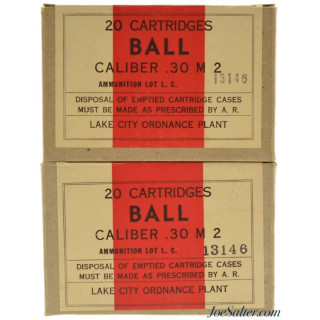 20 CARTRIDGES
BALL
CALIBER .30 M 2
AMMUNITION LOT L. C. 13146
DISPOSAL OF EMPTIED CARTRIDGE CASES
MUST BE MADE AS PRESCRIBED BY A. R.
LAKE CITY ORDNANCE PLANT
20 CARTRIDGES
BALL
CALIBER .30 M 2
AMMUNITION LOT L. C. 13146
DISPOSAL OF EMPTIED CARTRIDGE CASES
MUST BE MADE AS PRESCRIBED BY A. R.
LAKE CITY ORDNANCE PLANT
JoeSalter.com